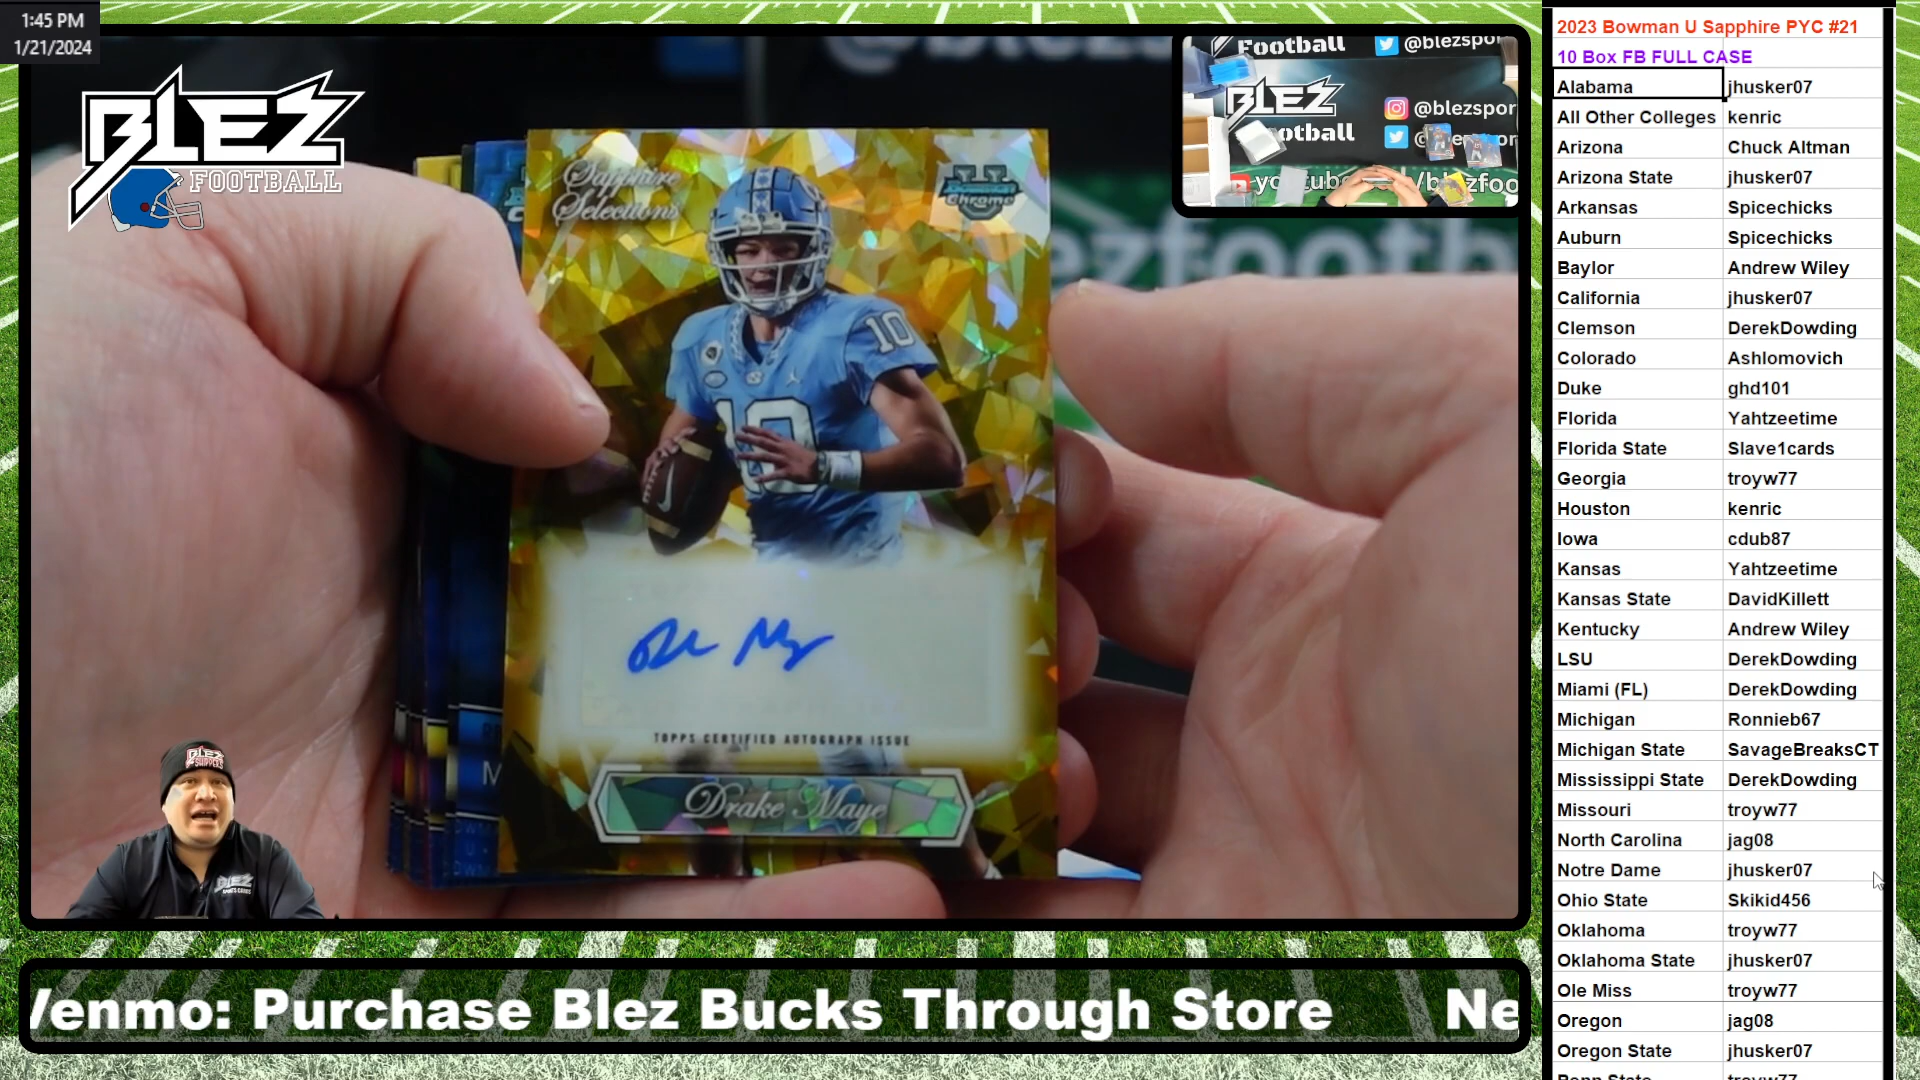 1:45 PM
1/21/2024
BLEZ
FOOTBALL
Sapphire
Selections
Bowman
Chrome
10
10
TOPPS CERTIFIED AUTOGRAPH ISSUE
Drake Maye
Football
@blezspor
BLEZ
@blezspor
otball
BLEZ
Venmo: Purchase Blez Bucks Through Store Ne
2023 Bowman U Sapphire PYC #21
10 Box FB FULL CASE
Alabama jhusker07
All Other Colleges kenric
Arizona Chuck Altman
Arizona State jhusker07
Arkansas Spicechicks
Auburn Spicechicks
Baylor Andrew Wiley
California jhusker07
Clemson DerekDowding
Colorado Ashlomovich
Duke ghd101
Florida Yahtzeetime
Florida State Slave1cards
Georgia troyw77
Houston kenric
Iowa cdub87
Kansas Yahtzeetime
Kansas State DavidKillett
Kentucky Andrew Wiley
LSU DerekDowding
Miami (FL) DerekDowding
Michigan Ronnieb67
Michigan State SavageBreaksCT
Mississippi State DerekDowding
Missouri troyw77
North Carolina jag08
Notre Dame jhusker07
Ohio State Skikid456
Oklahoma troyw77
Oklahoma State jhusker07
Ole Miss troyw77
Oregon jag08
Oregon State jhusker07
Penn State troyw77